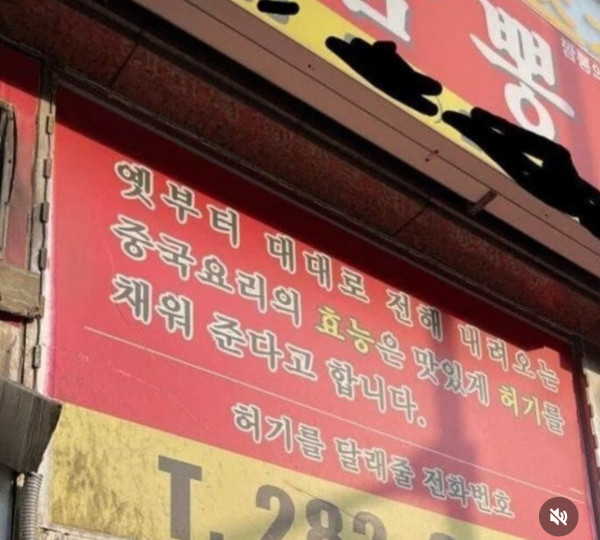 뽕
옛부터 대대로 전해 내려오는
중국요리의 효능은 맛있게 허기를
채워 준다고 합니다.
허기를 달래줄 전화번호
T. 282